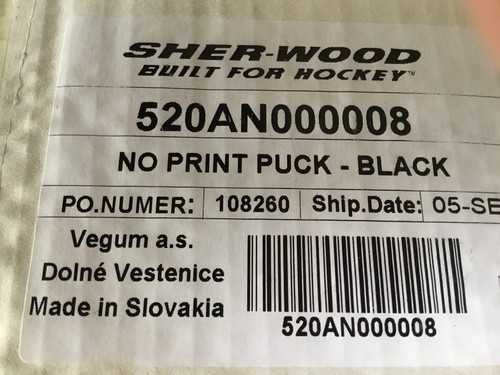 SHER-WOOD
BUILT FOR HOCKEY™
520AN000008
NO PRINT PUCK - BLACK
PO.NUMER: 108260 Ship.Date: 05-SE
Vegum a.s.
Dolné Vestenice
Made in Slovakia
520AN000008